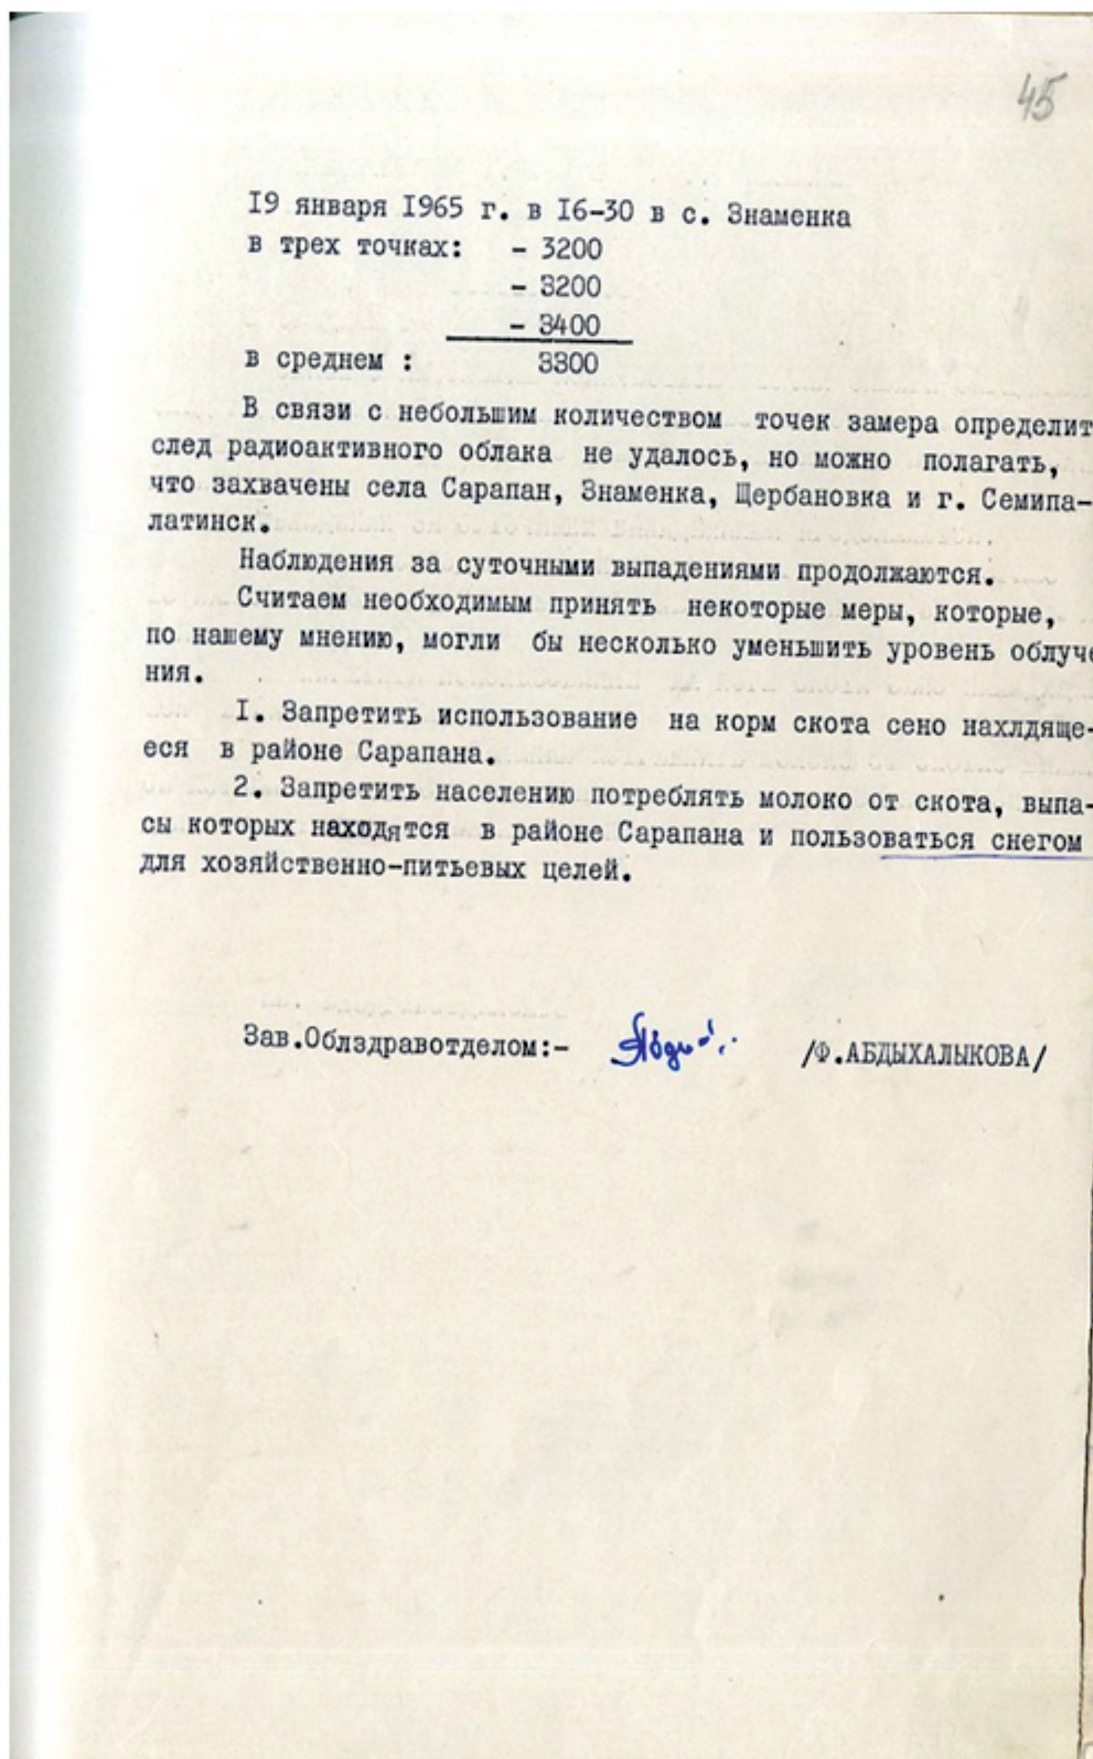 45
I9 января I965 г. в I6-30 в с. Знаменка
в трех точках: - 3200
- 3200
- 3400
в среднем : 3300
В связи с небольшим количеством точек замера определит
след радиоактивного облака не удалось, но можно полагать,
что захвачены села Сарапан, Знаменка, Щербановка и г. Семипа-
латинск.
Наблюдения за суточными выпадениями продолжаются.
Считаем необходимым принять некоторые меры, которые,
по нашему мнению, могли бы несколько уменьшить уровень облуче
ния.
I. Запретить использование на корм скота сено нахлдяще-
еся в районе Сарапана.
2. Запретить населению потреблять молоко от скота, выпа-
сы которых находятся в районе Сарапана и пользоваться снегом
для хозяйственно-питьевых целей.
Зав.Облздравотделом:- /Ф.АБДЫХАЛЫКОВА/